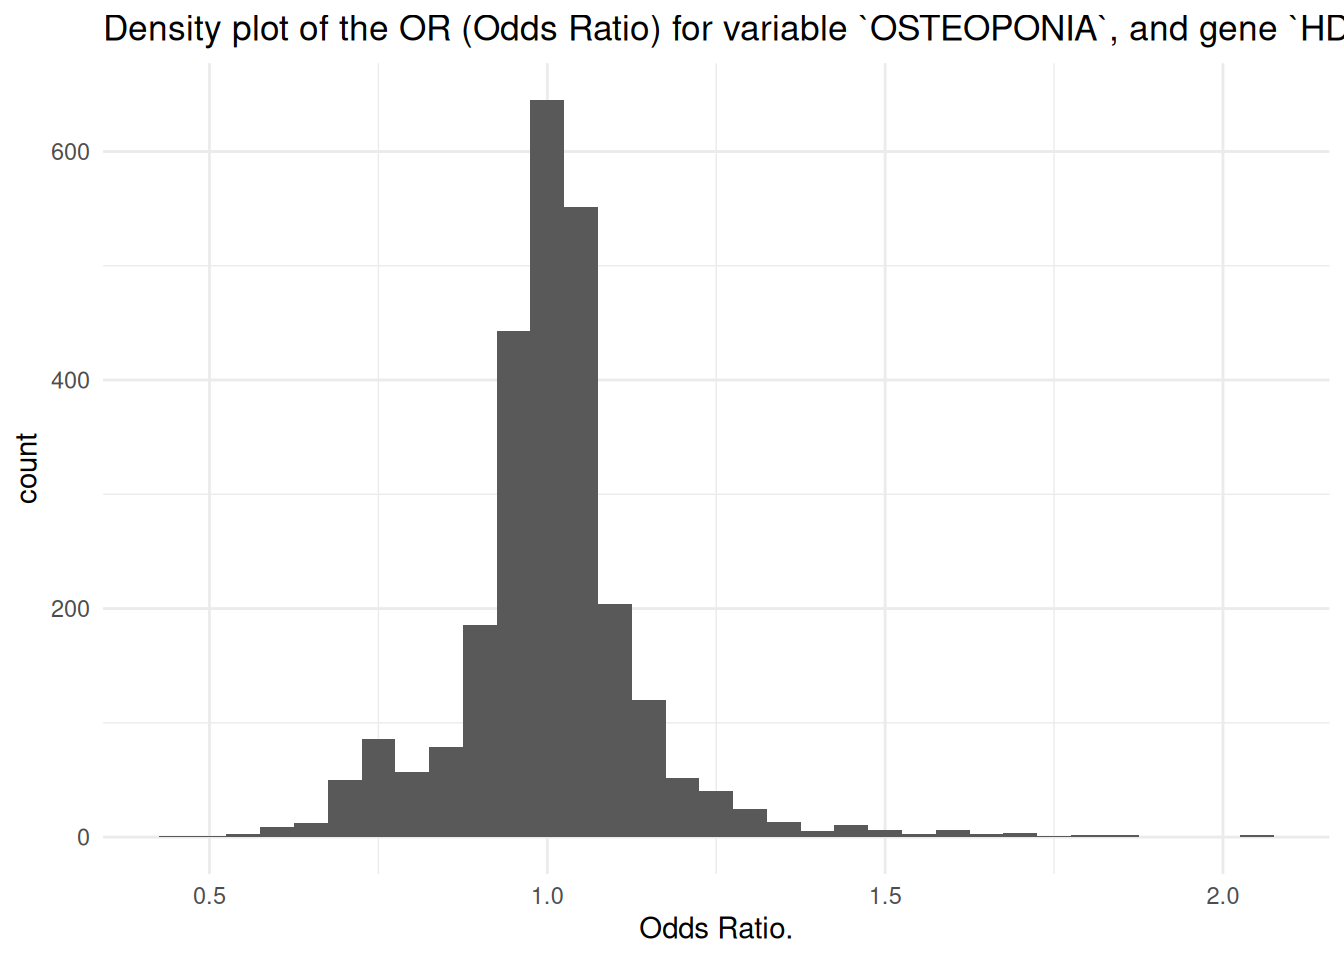 Density plot of the OR (Odds Ratio) for variable `OSTEOPONIA`, and gene `HD
600
400
200
0
count
0.5 1.0 1.5 2.0
Odds Ratio.